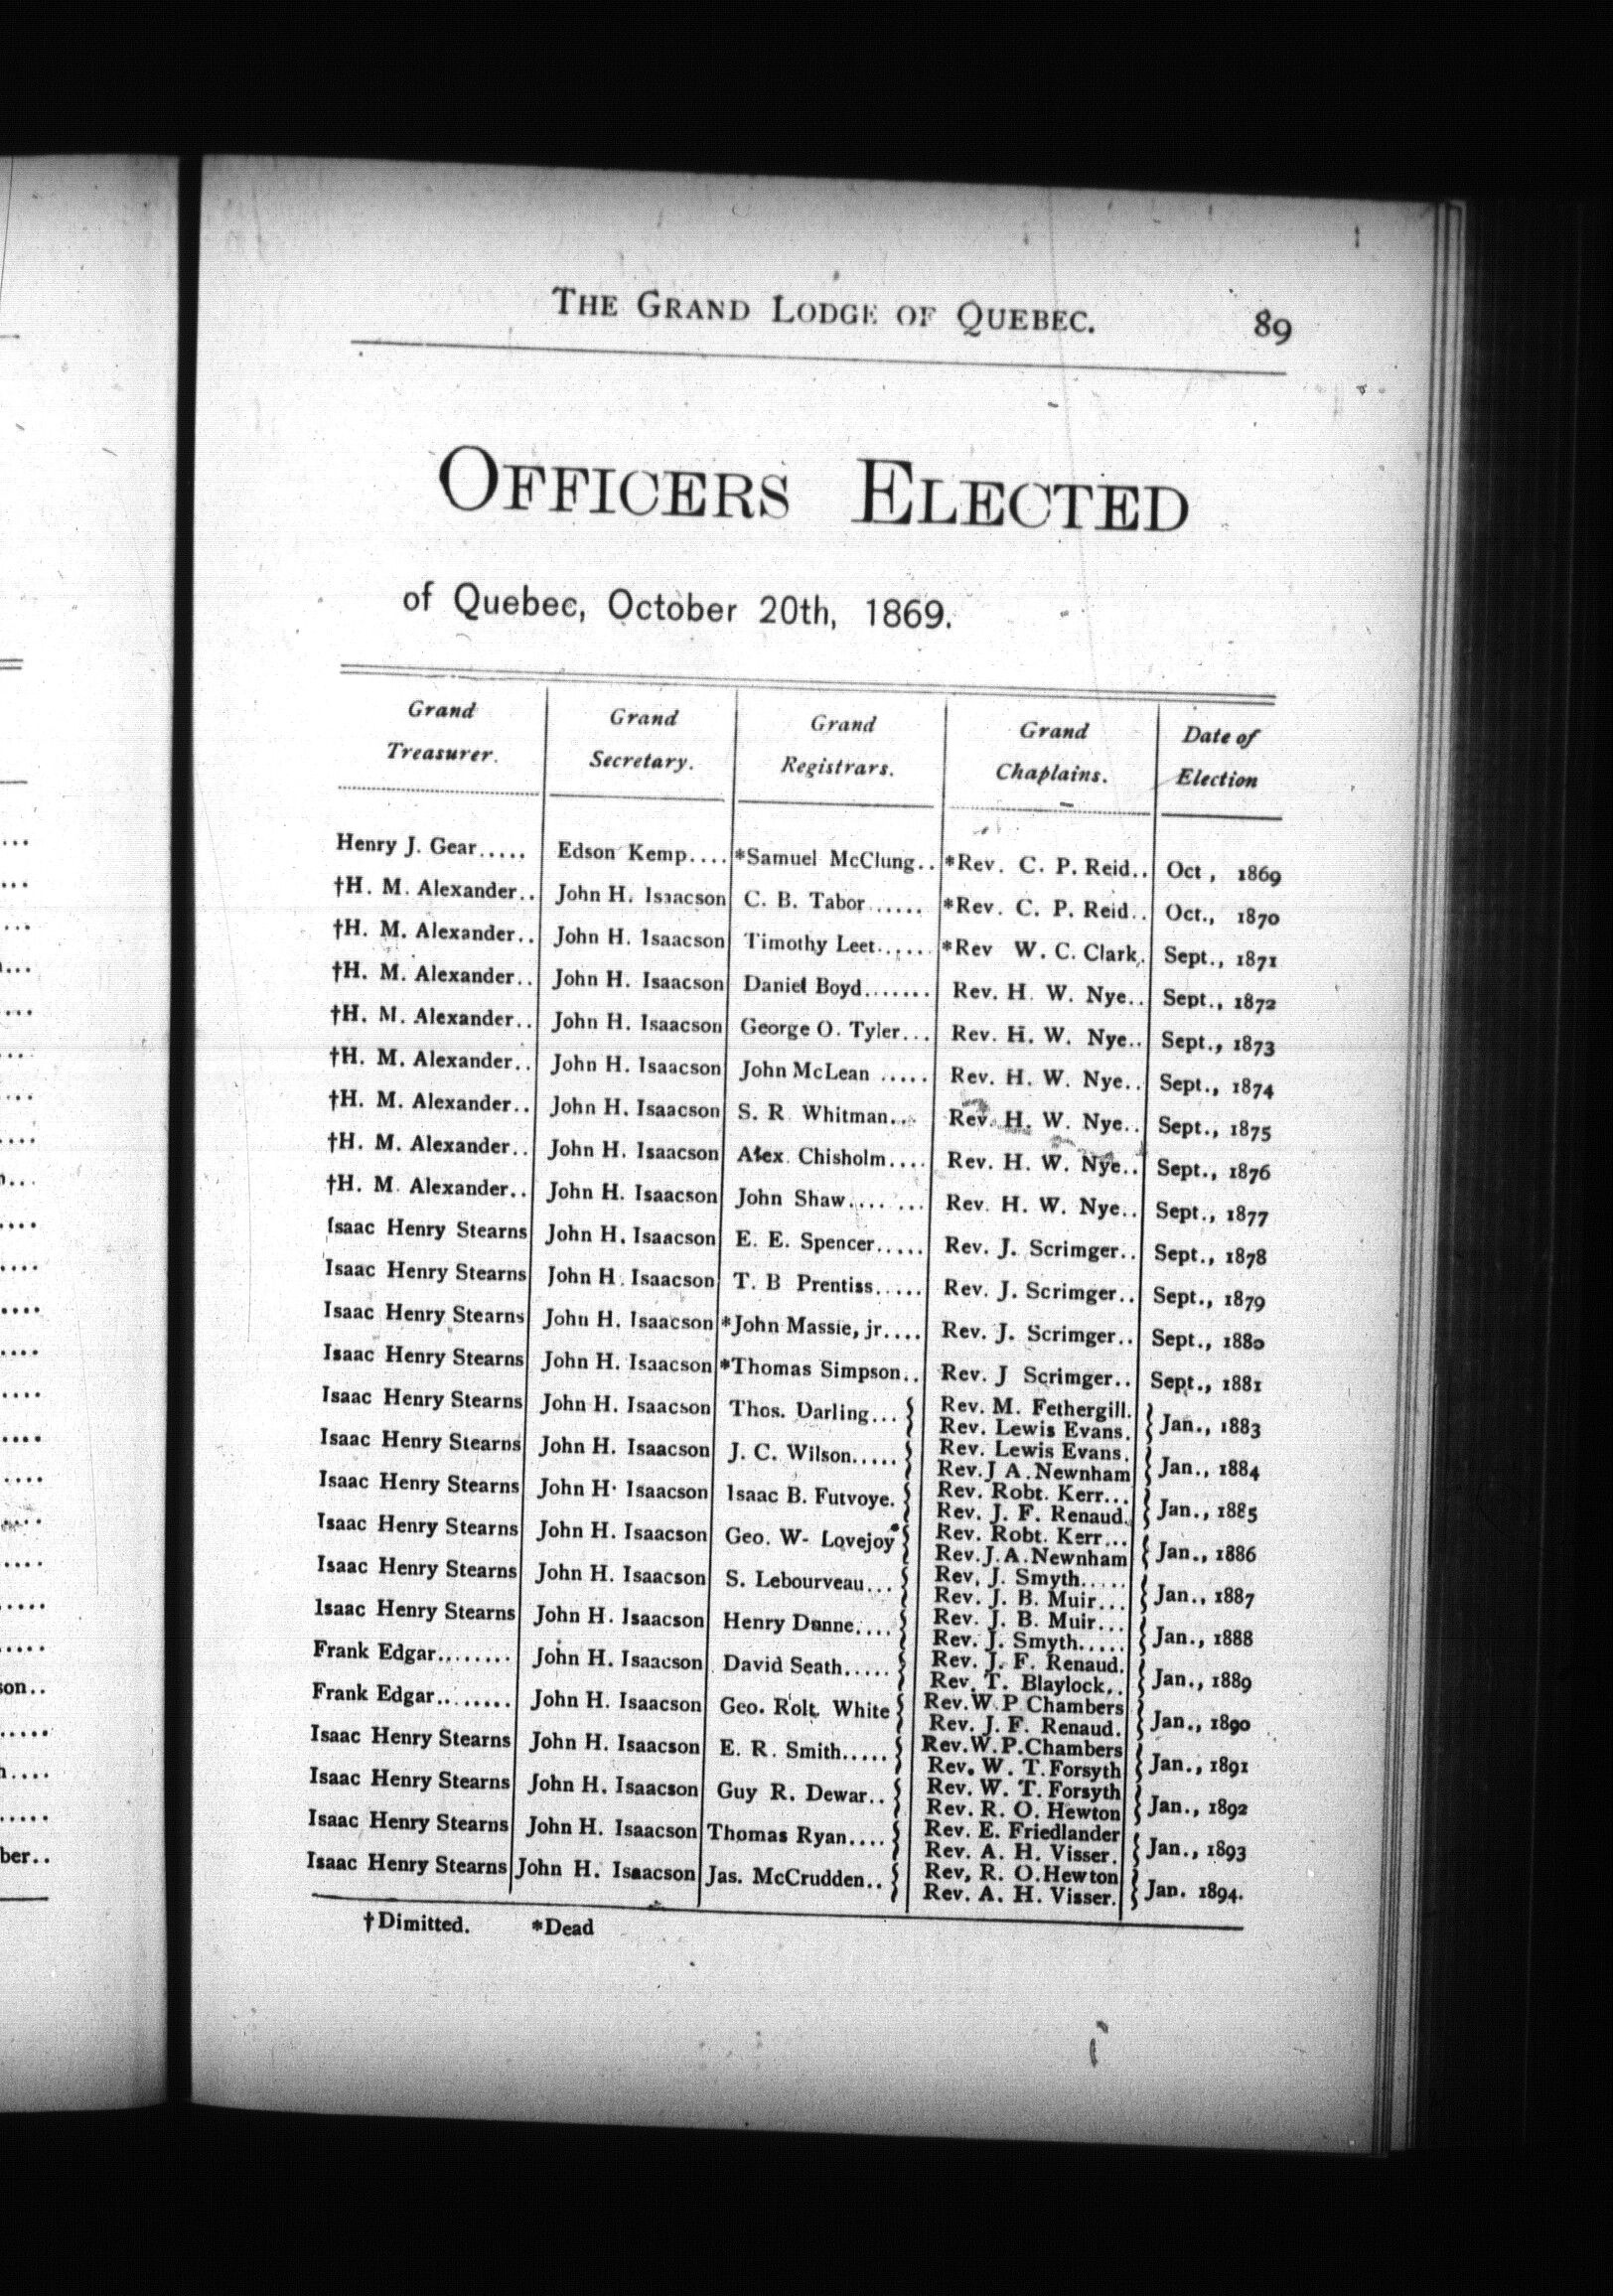 THE GRAND LODGE OF QUEBEC. 89
OFFICERS ELECTED
of Quebec, October 20th, 1869.
Grand Treasurer. Grand Secretary. Grand Registrars. Grand Chaplains. Date of Election
Henry J. Gear..... Edson Kemp.... *Samuel McClung.. *Rev. C. P. Reid.. Oct , 1869
†H. M. Alexander.. John H. Isaacson C. B. Tabor ...... *Rev. C. P. Reid.. Oct., 1870
†H. M. Alexander.. John H. Isaacson Timothy Leet...... *Rev W. C. Clark. Sept., 1871
†H. M. Alexander.. John H. Isaacson Daniel Boyd....... Rev. H. W. Nye.. Sept., 1872
†H. M. Alexander.. John H. Isaacson George O. Tyler... Rev. H. W. Nye.. Sept., 1873
†H. M. Alexander.. John H. Isaacson John McLean ..... Rev. H. W. Nye.. Sept., 1874
†H. M. Alexander.. John H. Isaacson S. R Whitman... Rev. H. W. Nye.. Sept., 1875
†H. M. Alexander.. John H. Isaacson Alex. Chisholm.... Rev. H. W. Nye.. Sept., 1876
†H. M. Alexander.. John H. Isaacson John Shaw.... ... Rev. H. W. Nye.. Sept., 1877
Isaac Henry Stearns John H. Isaacson E. E. Spencer..... Rev. J. Scrimger.. Sept., 1878
Isaac Henry Stearns John H. Isaacson T. B Prentiss..... Rev. J. Scrimger.. Sept., 1879
Isaac Henry Stearns John H. Isaacson *John Massie, jr.... Rev. J. Scrimger.. Sept., 1880
Isaac Henry Stearns John H. Isaacson *Thomas Simpson.. Rev. J Scrimger.. Sept., 1881
Isaac Henry Stearns John H. Isaacson Thos. Darling... { Rev. M. Fethergill. } Jan., 1883
Rev. Lewis Evans.
Isaac Henry Stearns John H. Isaacson J. C. Wilson..... { Rev. Lewis Evans. } Jan., 1884
Rev. J A. Newnham
Isaac Henry Stearns John H. Isaacson Isaac B. Futvoye. { Rev. Robt. Kerr... } Jan., 1885
Rev. J. F. Renaud.
Isaac Henry Stearns John H. Isaacson Geo. W. Lovejoy { Rev. Robt. Kerr... } Jan., 1886
Rev. J. A. Newnham
Isaac Henry Stearns John H. Isaacson S. Lebourveau... { Rev, J. Smyth..... } Jan., 1887
Rev. J. B. Muir...
Isaac Henry Stearns John H. Isaacson Henry Dunne.... { Rev. J. B. Muir... } Jan., 1888
Rev. J. Smyth.....
Frank Edgar........ John H. Isaacson David Seath..... { Rev. J. F. Renaud. } Jan., 1889
Rev. T. Blaylock..
Frank Edgar........ John H. Isaacson Geo. Rolt. White { Rev. W. P Chambers } Jan., 1890
Rev. J. F. Renaud.
Isaac Henry Stearns John H. Isaacson E. R. Smith..... { Rev. W. P. Chambers } Jan., 1891
Rev. W. T. Forsyth
Isaac Henry Stearns John H. Isaacson Guy R. Dewar.. { Rev. W. T. Forsyth } Jan., 1892
Rev. R. O. Hewton
Isaac Henry Stearns John H. Isaacson Thomas Ryan.... { Rev. E. Friedlander } Jan., 1893
Rev. A. H. Visser.
Isaac Henry Stearns John H. Isaacson Jas. McCrudden.. { Rev, R. O. Hewton } Jan. 1894.
Rev. A. H. Visser.
†Dimitted. *Dead